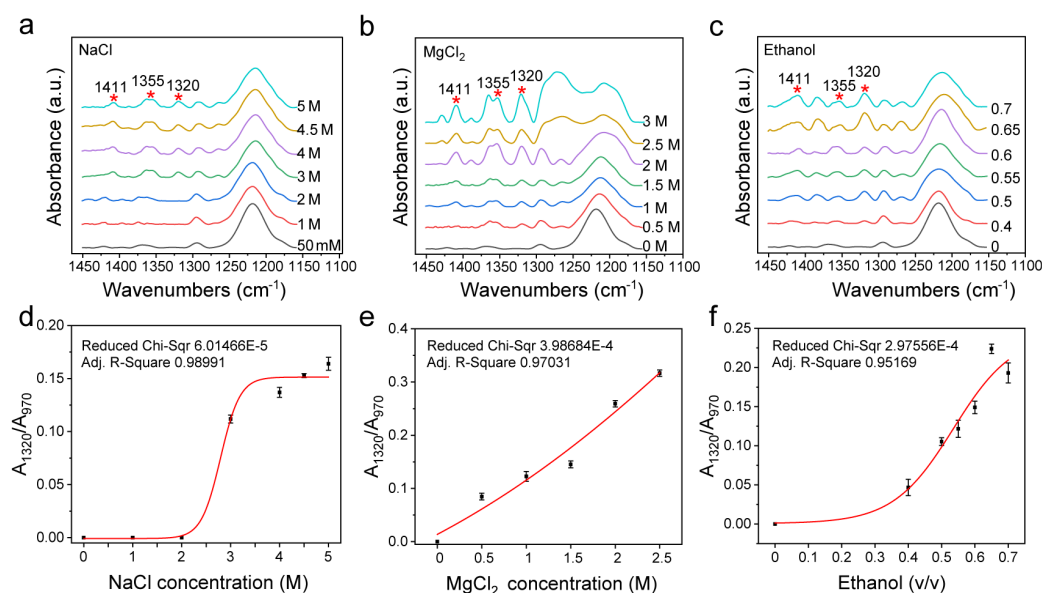 a
NaCl
1411
1355
1320
*
*
*
5 M
4.5 M
4 M
3 M
2 M
1 M
50 mM
Absorbance (a.u.)
1450 1400 1350 1300 1250 1200 1150 1100
Wavenumbers (cm⁻¹)
b
MgCl₂
1411
1355
1320
*
*
*
3 M
2.5 M
2 M
1.5 M
1 M
0.5 M
0 M
Absorbance (a.u.)
1450 1400 1350 1300 1250 1200 1150 1100
Wavenumbers (cm⁻¹)
c
Ethanol
1411
1355
1320
*
*
*
0.7
0.65
0.6
0.55
0.5
0.4
0
Absorbance (a.u.)
1450 1400 1350 1300 1250 1200 1150 1100
Wavenumbers (cm⁻¹)
d
Reduced Chi-Sqr 6.01466E-5
Adj. R-Square 0.98991
0.20
0.15
0.10
0.05
0.00
A₁₃₂₀/A₉₇₀
0 1 2 3 4 5
NaCl concentration (M)
e
Reduced Chi-Sqr 3.98684E-4
Adj. R-Square 0.97031
0.4
0.3
0.2
0.1
0.0
A₁₃₂₀/A₉₇₀
0 0.5 1 1.5 2 2.5
MgCl₂ concentration (M)
f
Reduced Chi-Sqr 2.97556E-4
Adj. R-Square 0.95169
0.25
0.20
0.15
0.10
0.05
0.00
A₁₃₂₀/A₉₇₀
0.0 0.1 0.2 0.3 0.4 0.5 0.6 0.7
Ethanol (v/v)